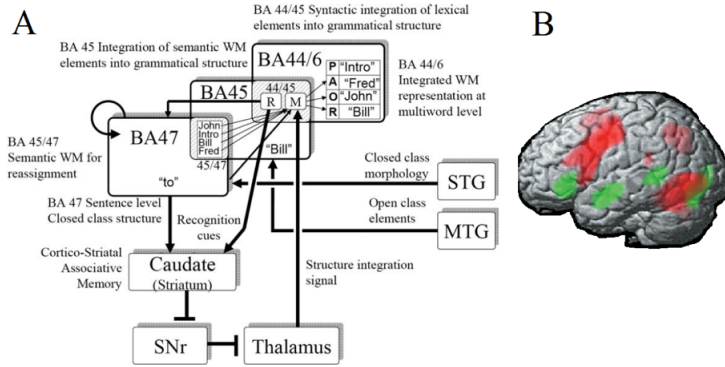 A
B
BA 44/45 Syntactic integration of lexical
elements into grammatical structure
BA 45 Integration of semantic WM
elements into grammatical structure
BA44/6
BA45
44/45
R
M
P "Intro"
A "Fred"
O "John"
R "Bill"
BA 44/6
Integrated WM
representation at
multiword level
BA47
John
Intro
Bill
Fred
45/47
"Bill"
"to"
BA 45/47
Semantic WM for
reassignment
BA 47 Sentence level
Closed class structure
Closed class
morphology
STG
Open class
elements
MTG
Recognition
cues
Cortico-Striatal
Associative
Memory
Caudate
(Striatum)
Structure integration
signal
SNr
Thalamus